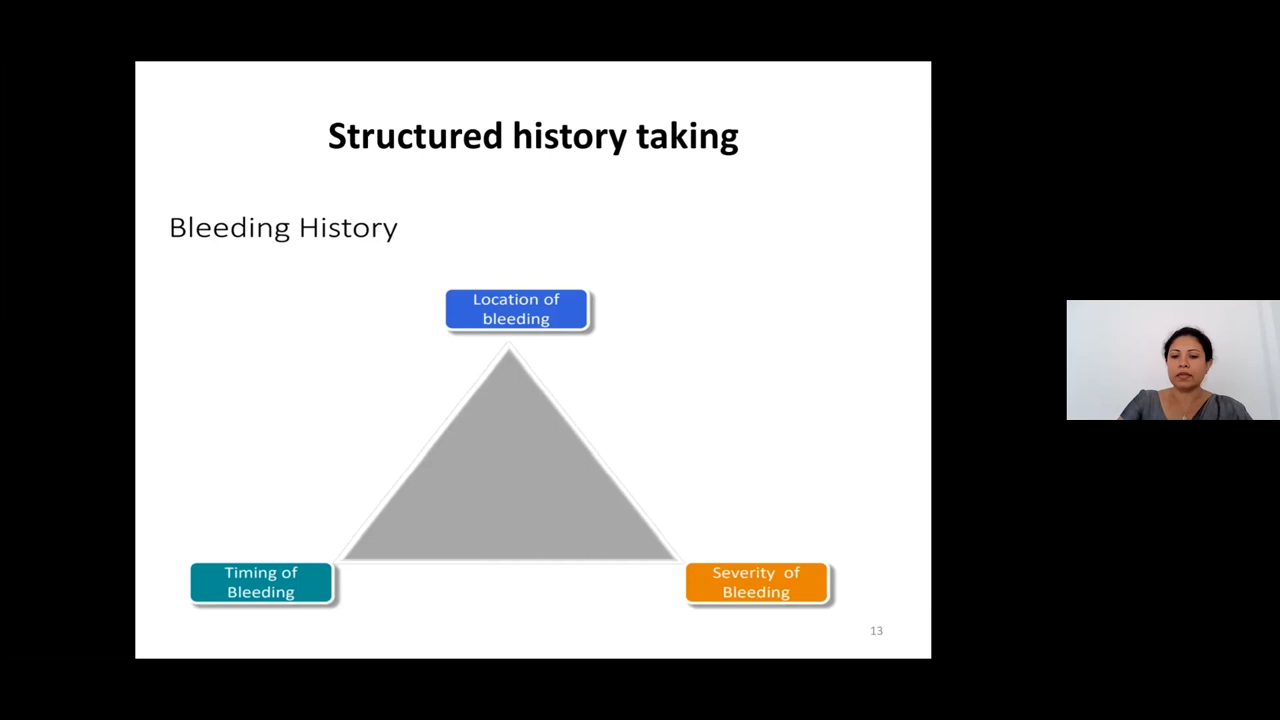 Structured history taking
Bleeding History
Location of
bleeding
Timing of
Bleeding
Severity of
Bleeding
13